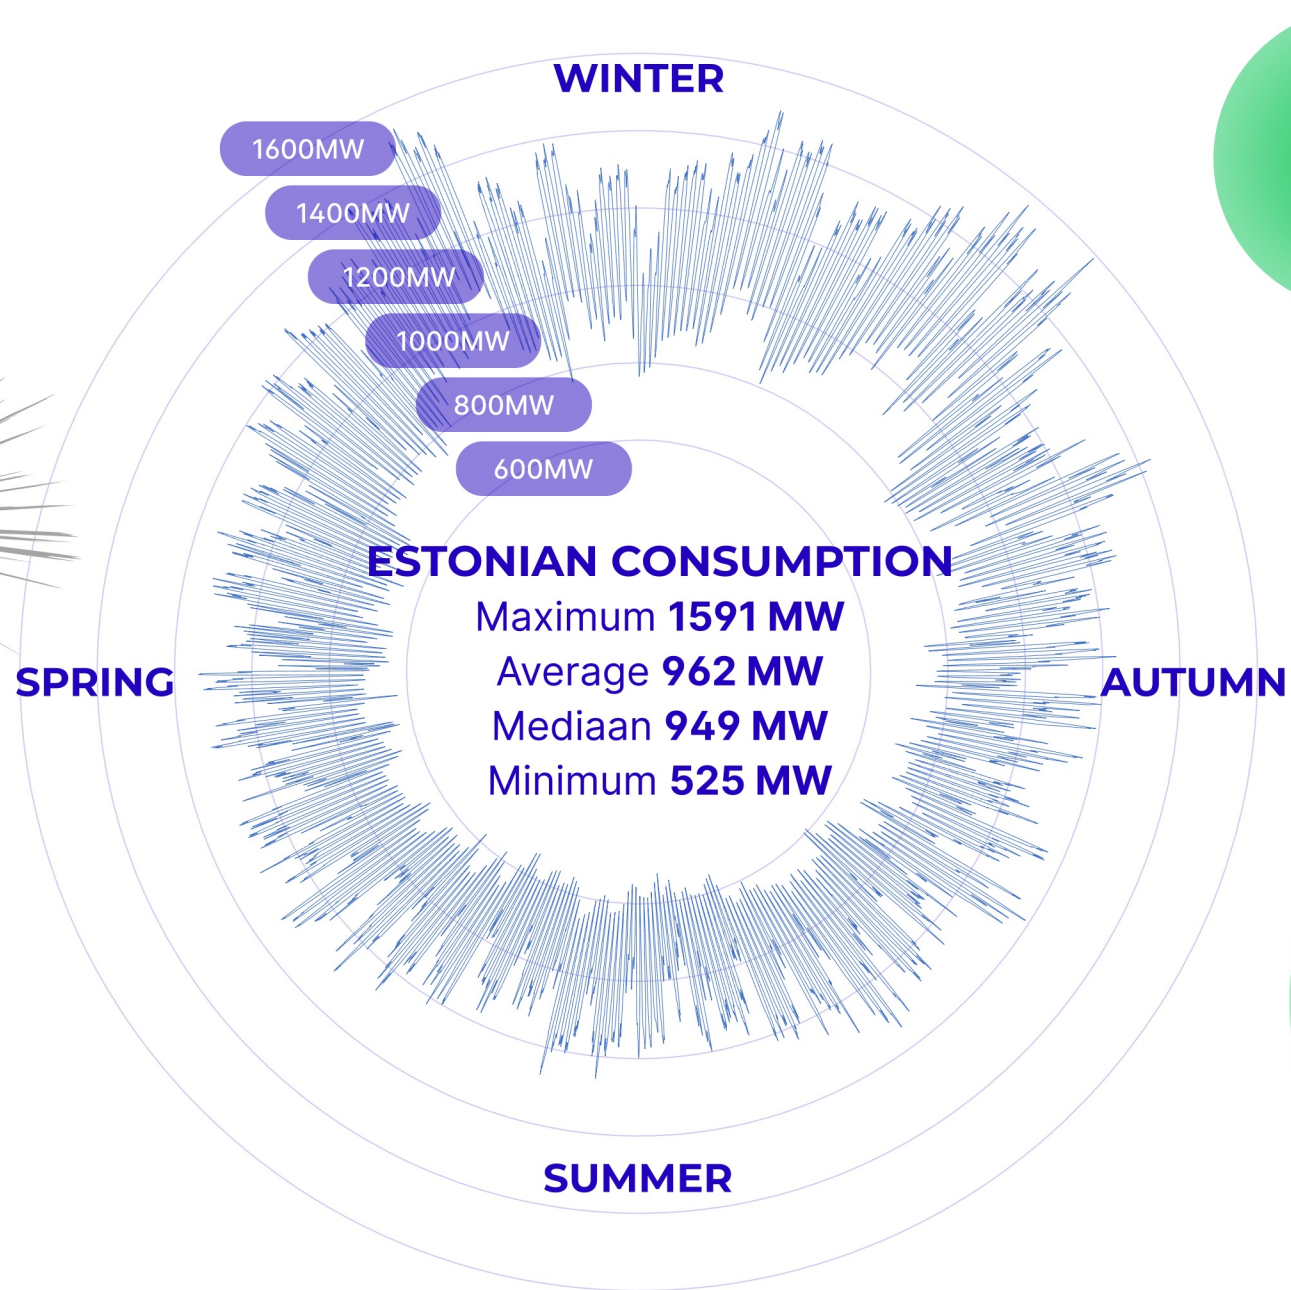 WINTER
1600MW
1400MW
1200MW
1000MW
800MW
600MW
ESTONIAN CONSUMPTION
Maximum 1591 MW
Average 962 MW
Mediaan 949 MW
Minimum 525 MW
SPRING
AUTUMN
SUMMER